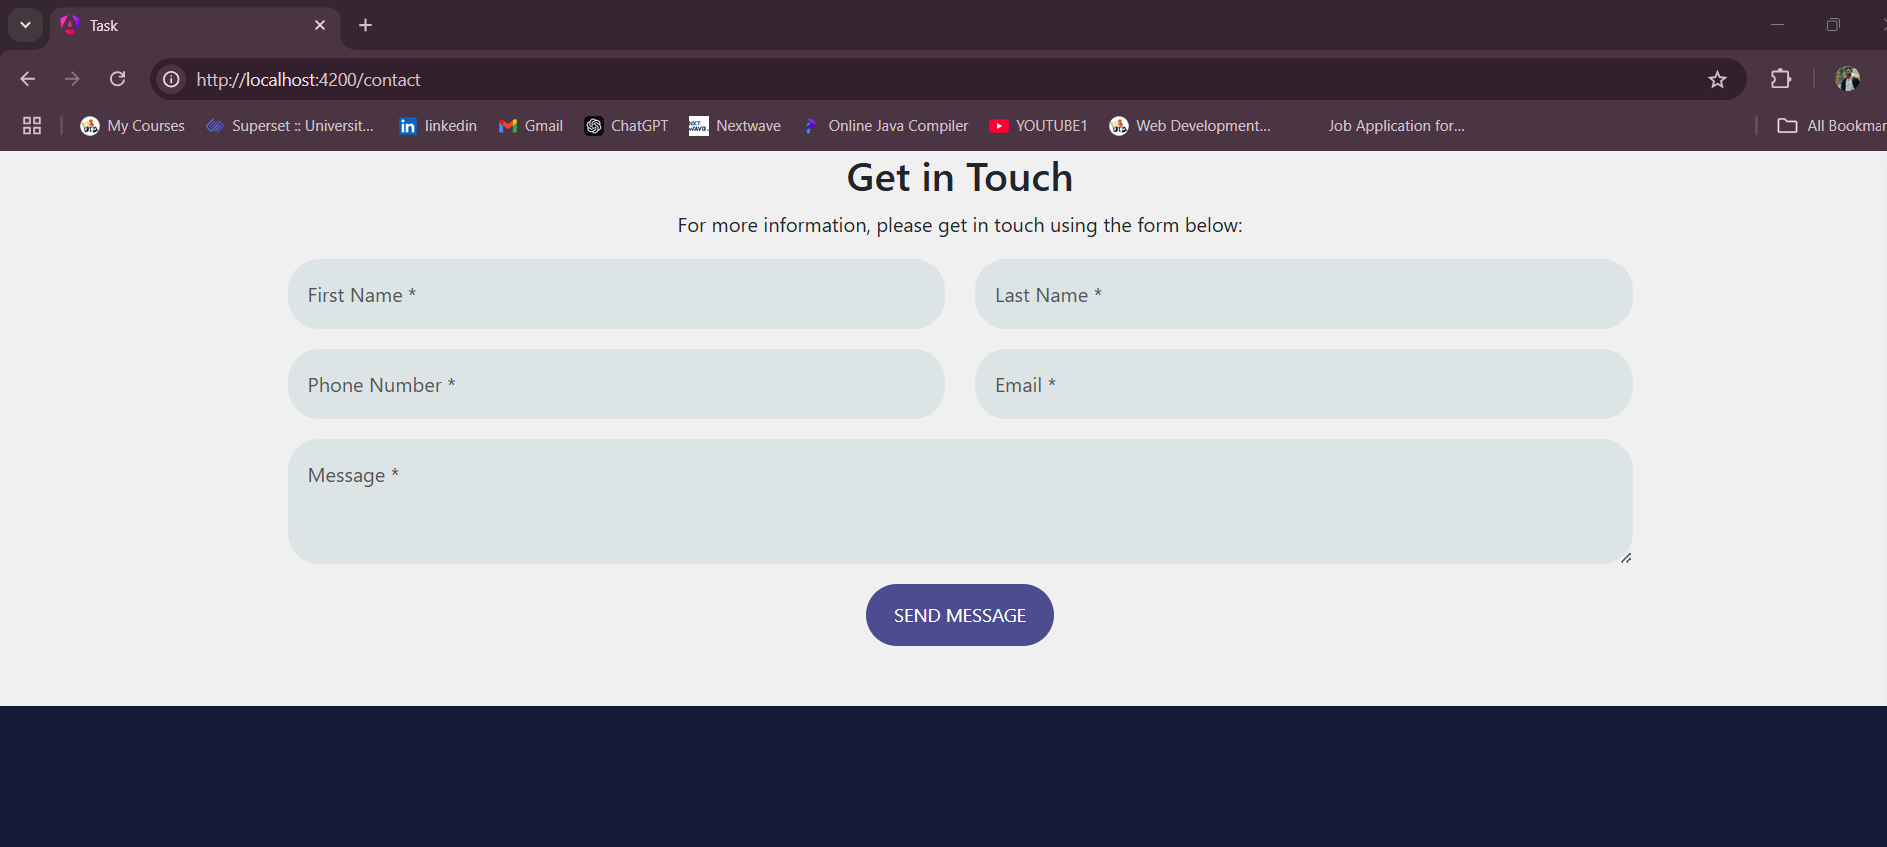 Task
http://localhost:4200/contact
My Courses Superset :: Universit... linkedin Gmail ChatGPT Nextwave Online Java Compiler YOUTUBE1 Web Development... Job Application for... All Bookmar
Get in Touch
For more information, please get in touch using the form below:
First Name * Last Name *
Phone Number * Email *
Message *
SEND MESSAGE